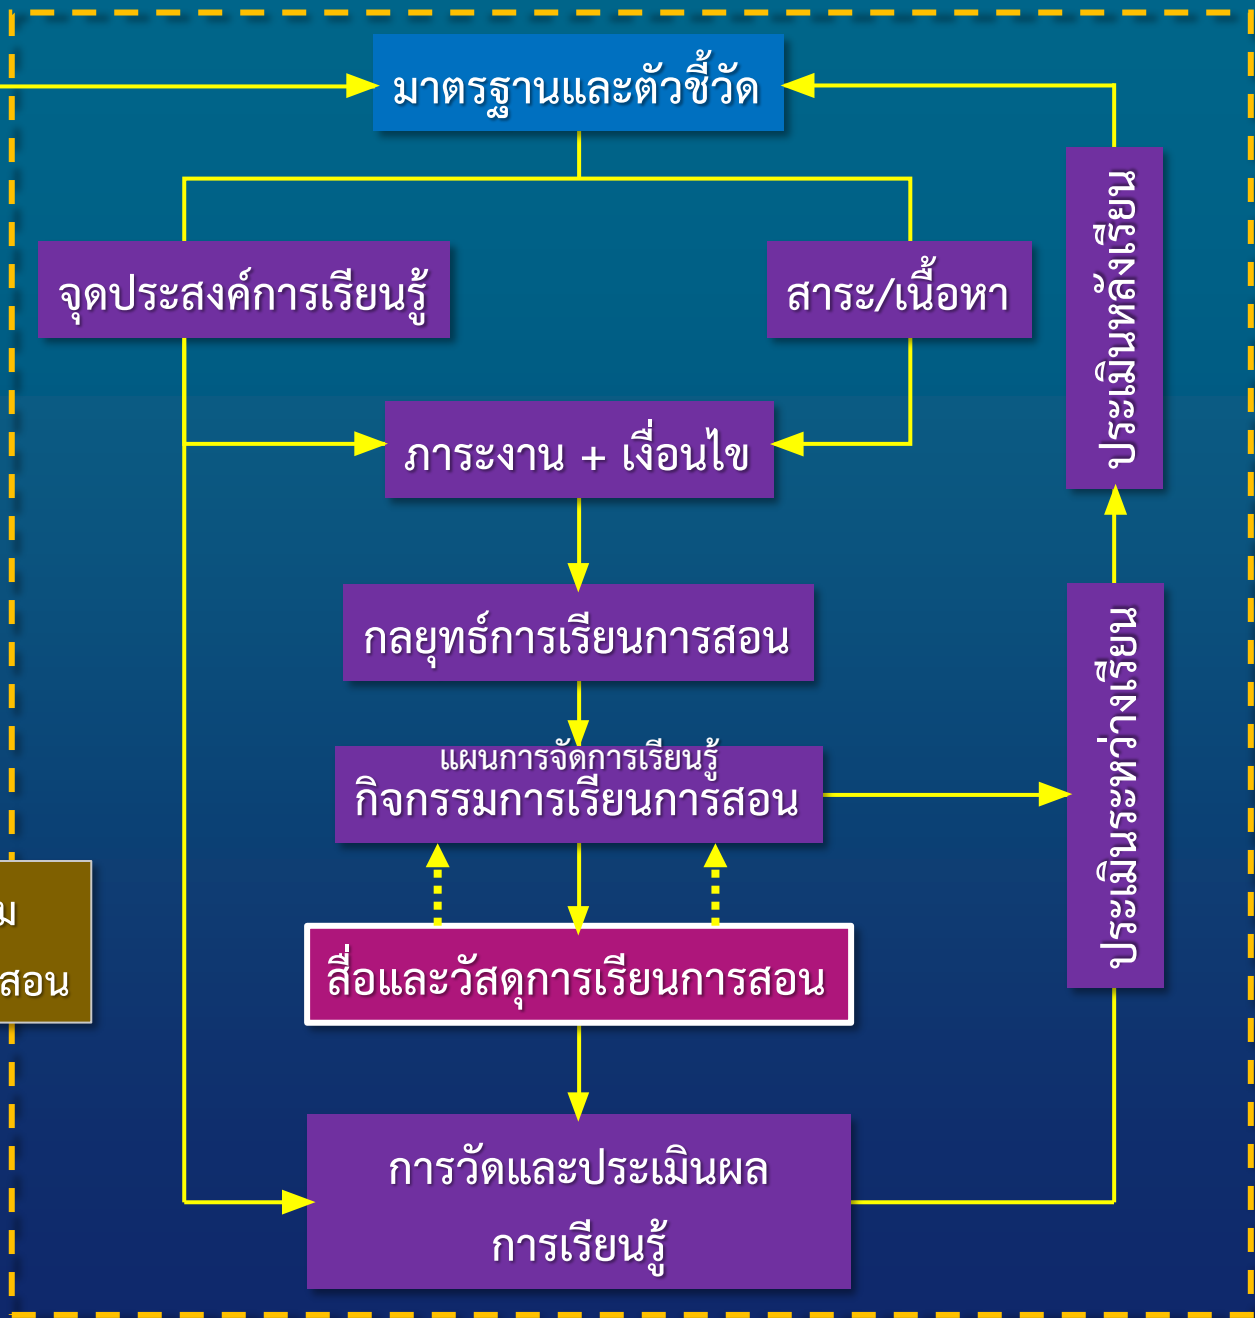 มาตรฐานและตัวชี้วัด
จุดประสงค์การเรียนรู้
สาระ/เนื้อหา
ประเมินหลังเรียน
ภาระงาน + เงื่อนไข
กลยุทธ์การเรียนการสอน
แผนการจัดการเรียนรู้
กิจกรรมการเรียนการสอน
ประเมินระหว่างเรียน
สอน
สื่อและวัสดุการเรียนการสอน
การวัดและประเมินผล
การเรียนรู้